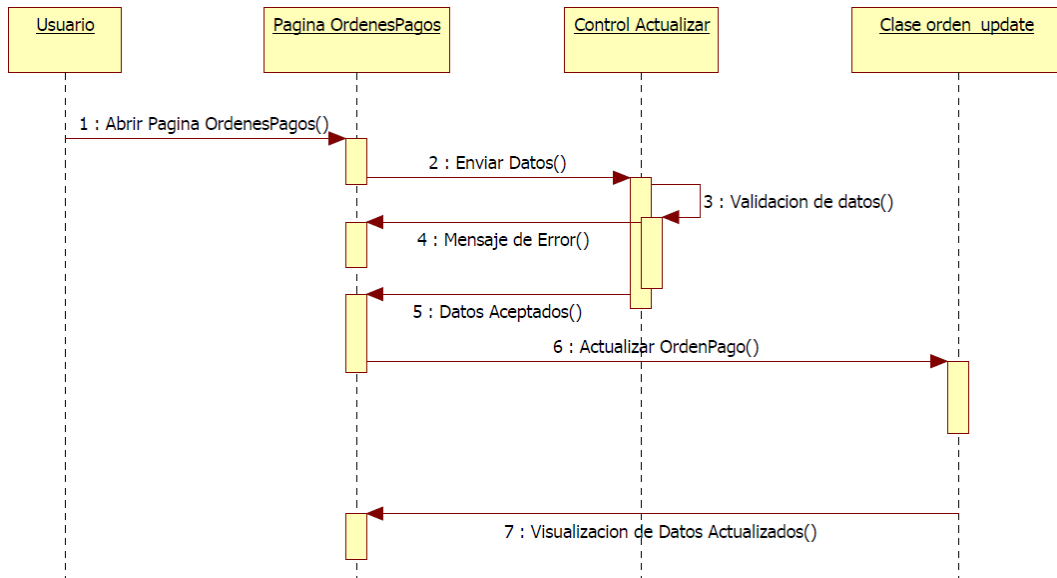 Usuario
Pagina OrdenesPagos
Control Actualizar
Clase orden_update
1 : Abrir Pagina OrdenesPagos()
2 : Enviar Datos()
3 : Validacion de datos()
4 : Mensaje de Error()
5 : Datos Aceptados()
6 : Actualizar OrdenPago()
7 : Visualizacion de Datos Actualizados()